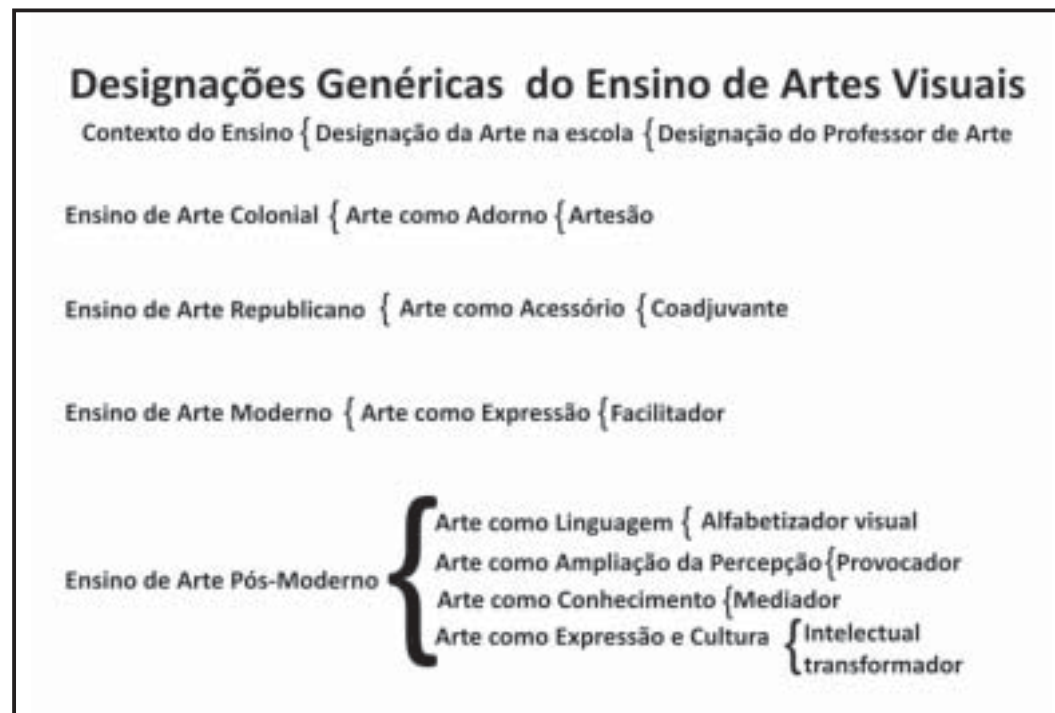 Designações Genéricas do Ensino de Artes Visuais
Contexto do Ensino { Designação da Arte na escola { Designação do Professor de Arte
Ensino de Arte Colonial { Arte como Adorno { Artesão
Ensino de Arte Republicano { Arte como Acessório { Coadjuvante
Ensino de Arte Moderno { Arte como Expressão { Facilitador
Ensino de Arte Pós-Moderno {
Arte como Linguagem { Alfabetizador visual
Arte como Ampliação da Percepção { Provocador
Arte como Conhecimento { Mediador
Arte como Expressão e Cultura { Intelectual
transformador